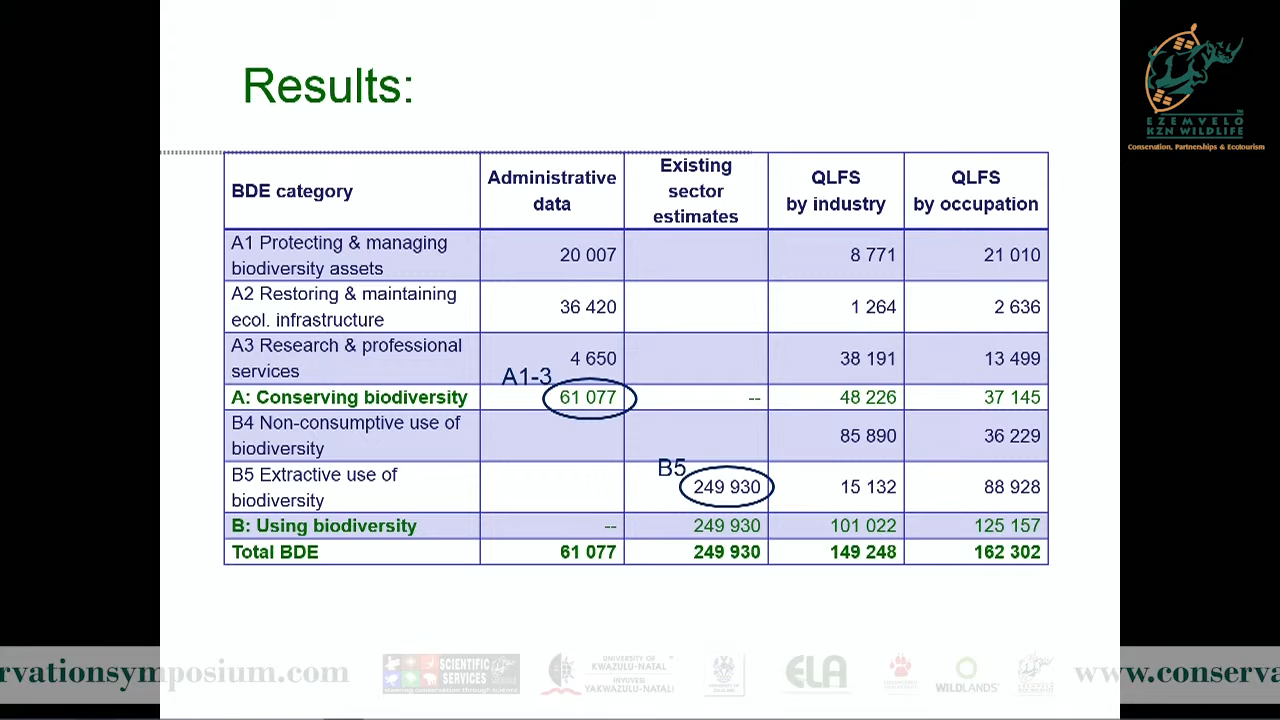 Results:
EZEMVELO
KZN WILDLIFE
Conservation, Partnerships & Ecotourism
BDE category
Administrative data
Existing sector estimates
QLFS by industry
QLFS by occupation
A1 Protecting & managing biodiversity assets
20 007
8 771
21 010
A2 Restoring & maintaining ecol. infrastructure
36 420
1 264
2 636
A3 Research & professional services
4 650
38 191
13 499
A1-3
A: Conserving biodiversity
61 077
--
48 226
37 145
B4 Non-consumptive use of biodiversity
85 890
36 229
B5
B5 Extractive use of biodiversity
249 930
15 132
88 928
B: Using biodiversity
--
249 930
101 022
125 157
Total BDE
61 077
249 930
149 248
162 302
rvationsymposium.com
SCIENTIFIC
SERVICES
steering conservation through science
UNIVERSITY OF
KWAZULU-NATAL
INYUVESI
YAKWAZULU-NATALI
ELA
WILDLANDS
www.conserva